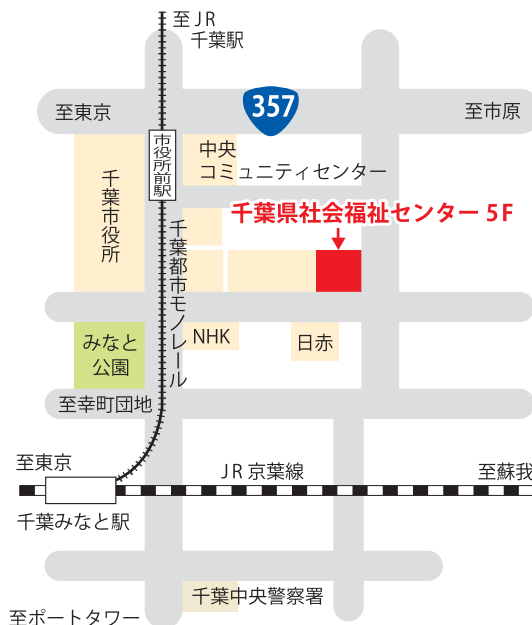 至JR
千葉駅
357
至東京
至市原
市役所前駅
中央
コミュニティセンター
千葉市役所
千葉県社会福祉センター 5F
千葉都市モノレール
みなと
公園
NHK
日赤
至幸町団地
至東京
JR 京葉線
至蘇我
千葉みなと駅
千葉中央警察署
至ポートタワー